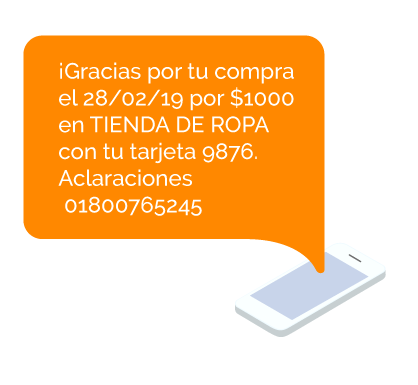 ¡Gracias por tu compra
el 28/02/19 por $1000
en TIENDA DE ROPA
con tu tarjeta 9876.
Aclaraciones
01800765245